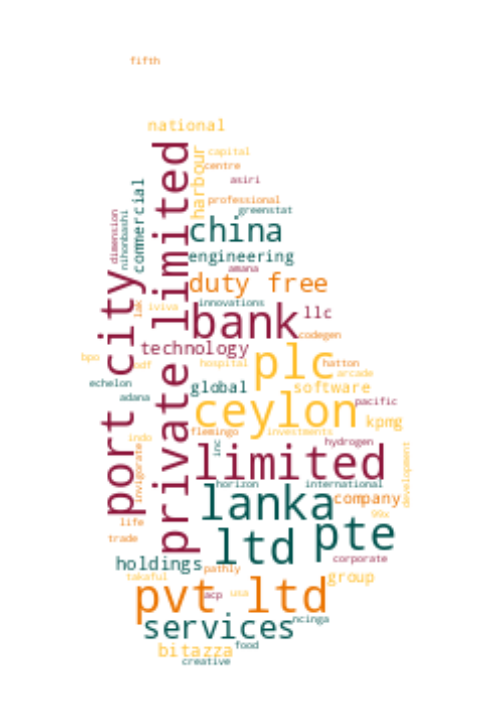 fifth
national
capital
centre
harbour
asiri
private limited
commercial
professional
greenstat
dimension
nihonbashi
china
engineering
amana
duty free
port city
innovations
lak
iviva
bank
llc
codegen
technology
plc
bpo
pdf
hospital
hatton
arcade
echelon
global
software
adana
ceylon
pacific
kpmg
indo
flemingo
investments
inc
hydrogen
invigorate
limited
development
horizon
international
lanka
company
99x
life
pte
trade
ltd
holdings
corporate
pathly
takaful
group
pvt ltd
acp
usa
services
ncinga
food
bitazza
creative